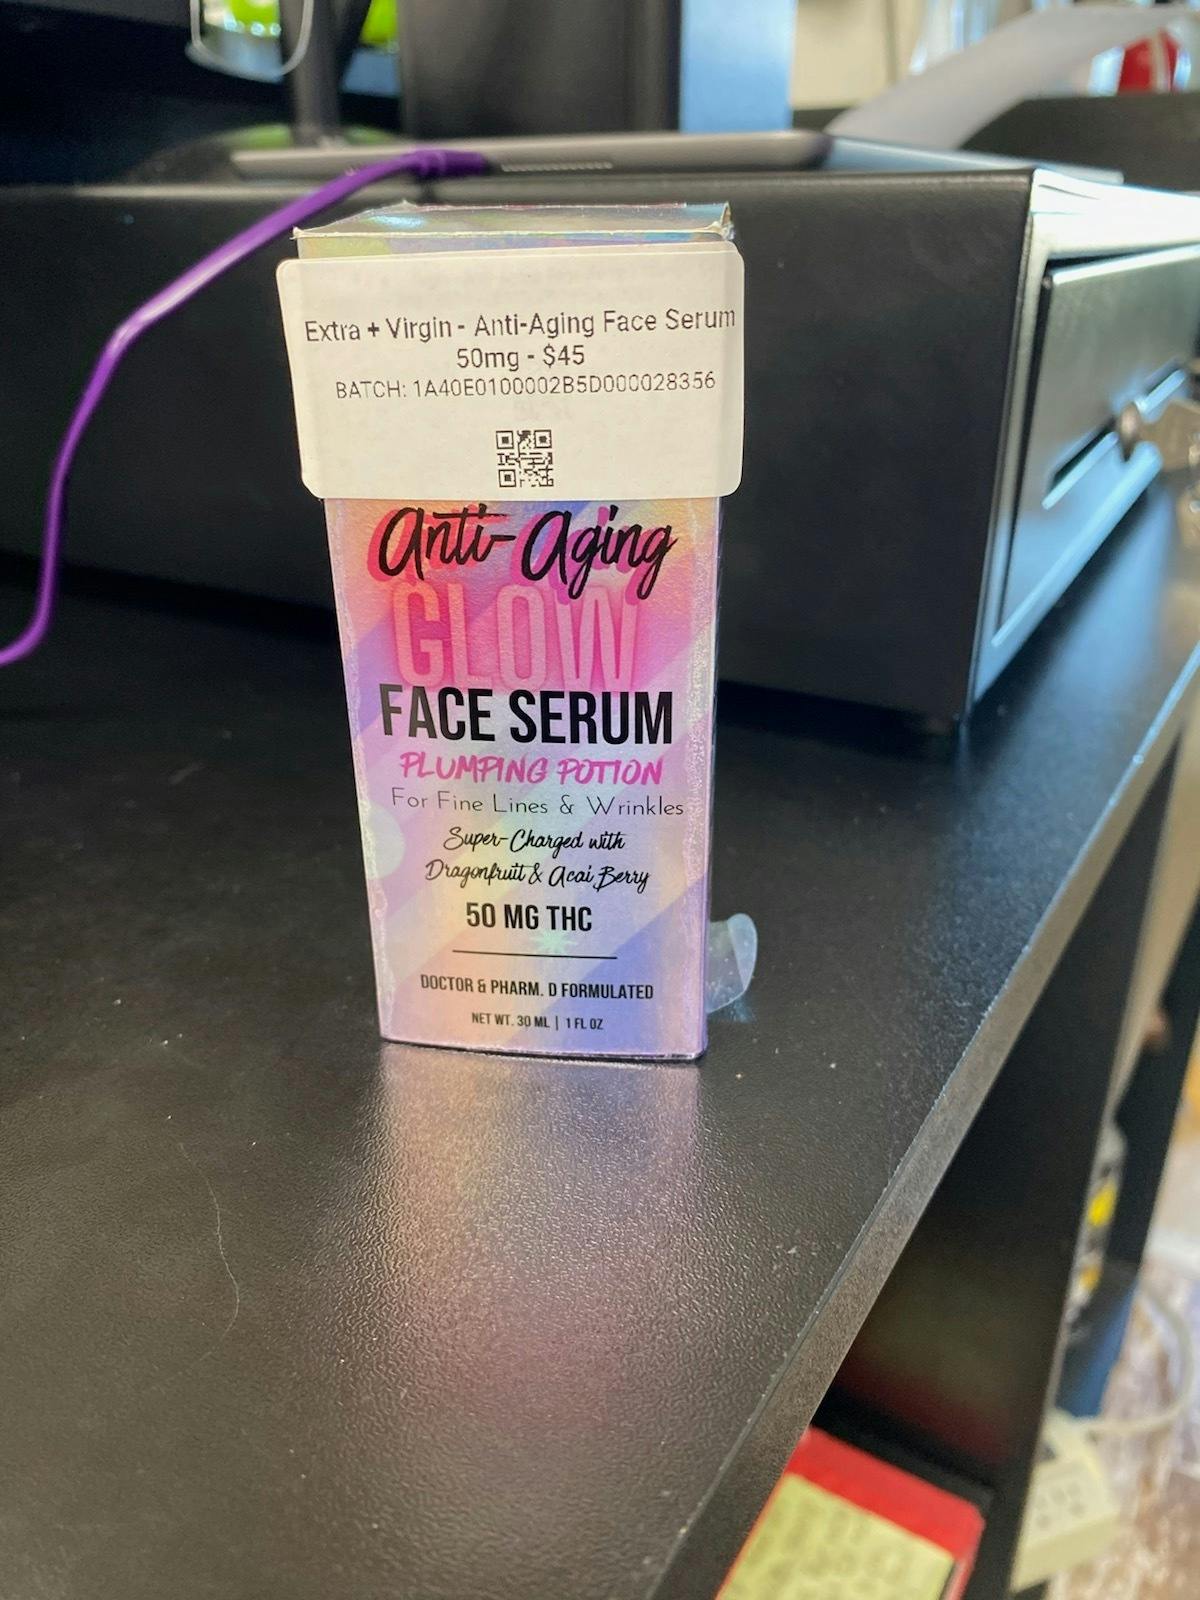 Extra + Virgin - Anti-Aging Face Serum
50mg - $45
BATCH: 1A40E0100002B5D000028356
Anti-Aging
GLOW
FACE SERUM
PLUMPING POTION
For Fine Lines & Wrinkles
Super-Charged with
Dragonfruit & Acai Berry
50 MG THC
DOCTOR & PHARM. D FORMULATED
NET WT. 30 ML | 1 FL OZ